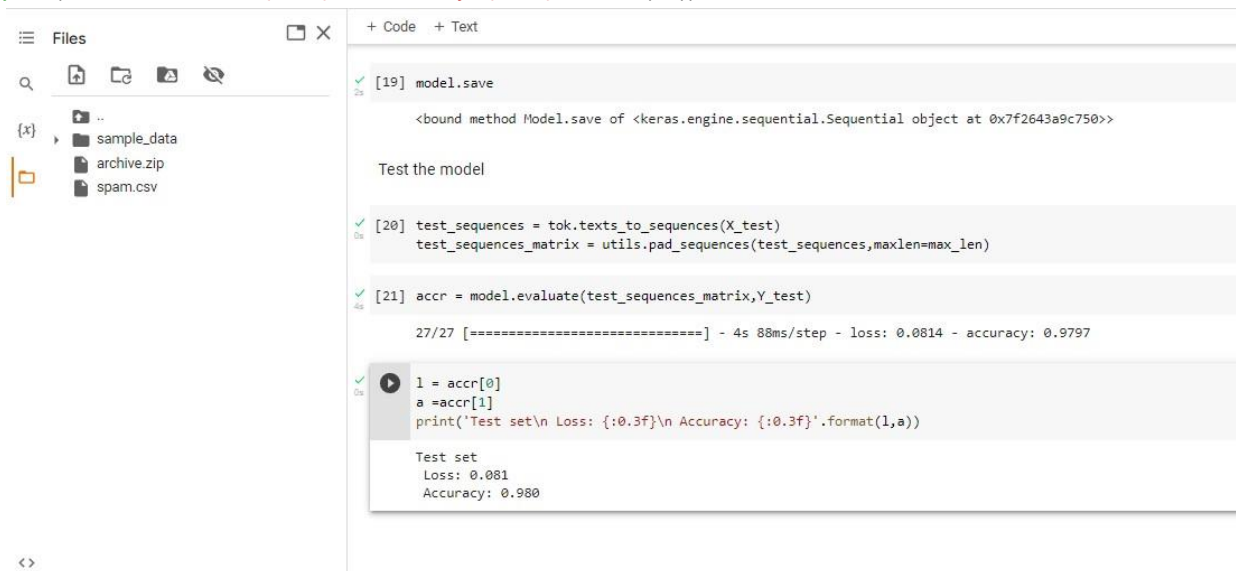 Files
+ Code + Text
{x}
..
sample_data
archive.zip
spam.csv
<>
2s
[19] model.save
<bound method Model.save of <keras.engine.sequential.Sequential object at 0x7f2643a9c750>>
Test the model
0s
[20] test_sequences = tok.texts_to_sequences(X_test)
test_sequences_matrix = utils.pad_sequences(test_sequences,maxlen=max_len)
4s
[21] accr = model.evaluate(test_sequences_matrix,Y_test)
27/27 [==============================] - 4s 88ms/step - loss: 0.0814 - accuracy: 0.9797
0s
l = accr[0]
a =accr[1]
print('Test set\n Loss: {:0.3f}\n Accuracy: {:0.3f}'.format(l,a))
Test set
Loss: 0.081
Accuracy: 0.980